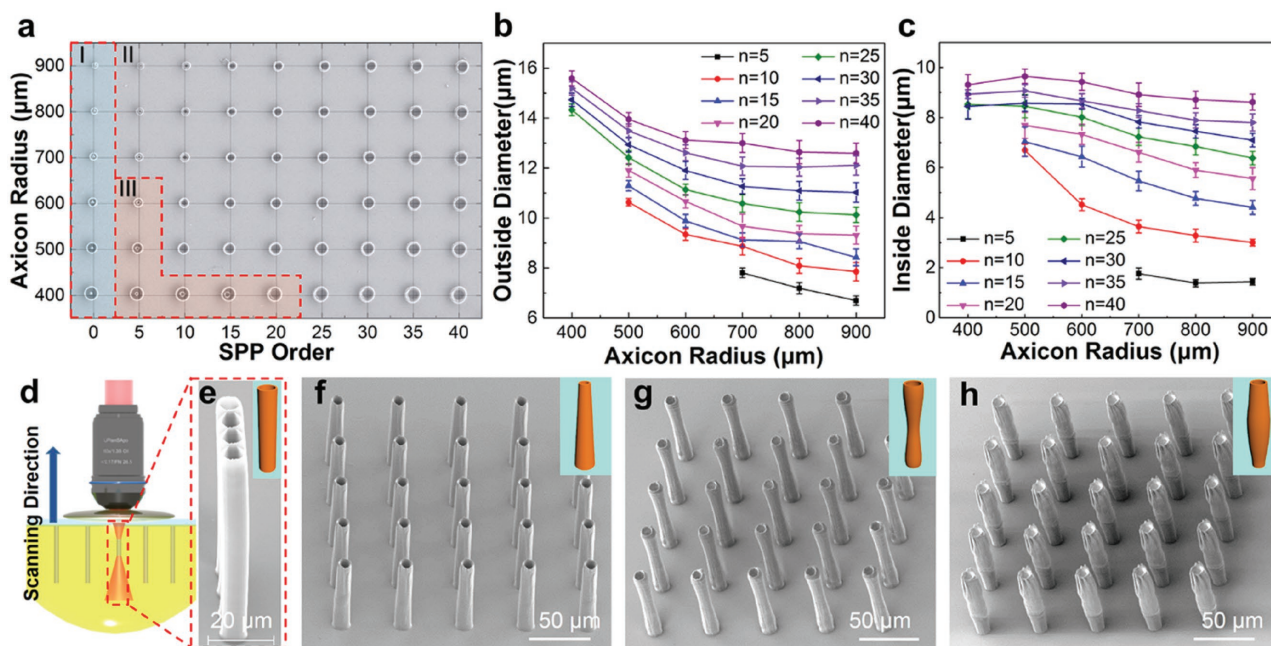 a
I
II
III
900
800
700
600
500
400
Axicon Radius (μm)
0 5 10 15 20 25 30 35 40
SPP Order
b
16
14
12
10
8
6
Outside Diameter(μm)
n=5 n=25
n=10 n=30
n=15 n=35
n=20 n=40
400 500 600 700 800 900
Axicon Radius (μm)
c
10
8
6
4
2
0
Inside Diameter(μm)
n=5 n=25
n=10 n=30
n=15 n=35
n=20 n=40
400 500 600 700 800 900
Axicon Radius (μm)
d
Scanning Direction
e
20 μm
f
50 μm
g
50 μm
h
50 μm